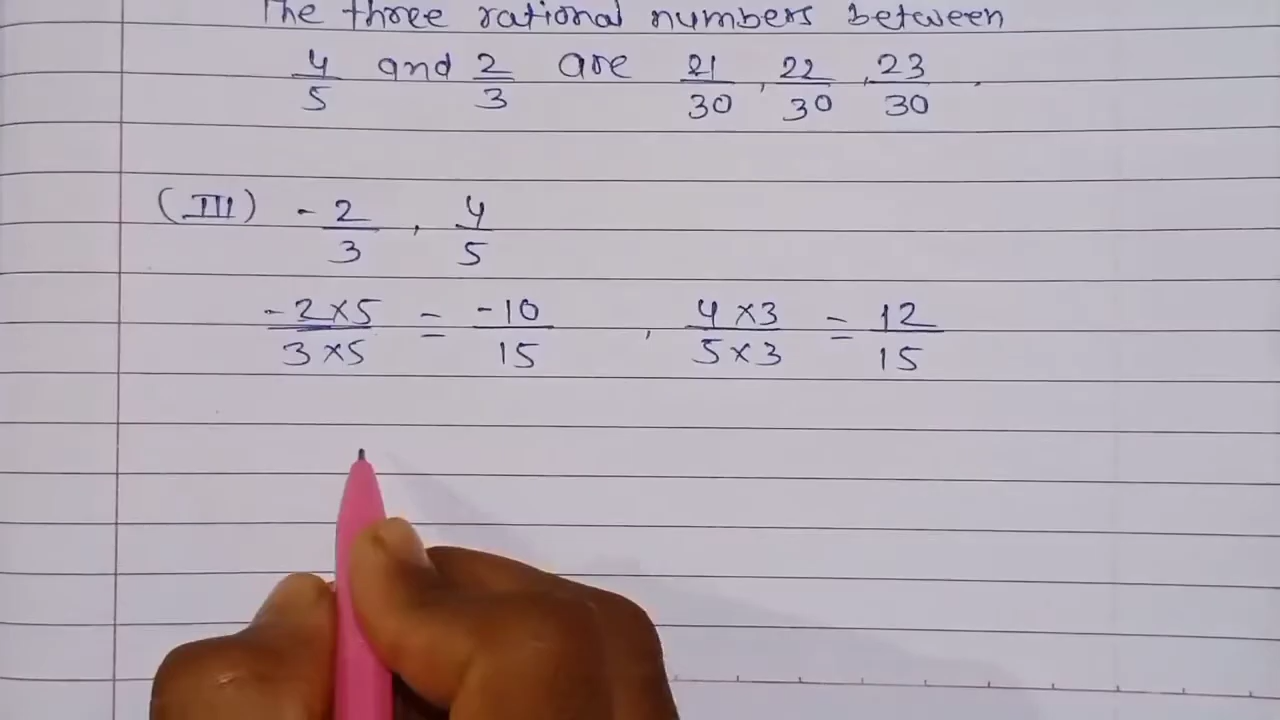 The three rational numbers between
4/5 and 2/3 are 21/30, 22/30, 23/30.
(III) -2/3, 4/5
-2×5/3×5 = -10/15, 4×3/5×3 = 12/15